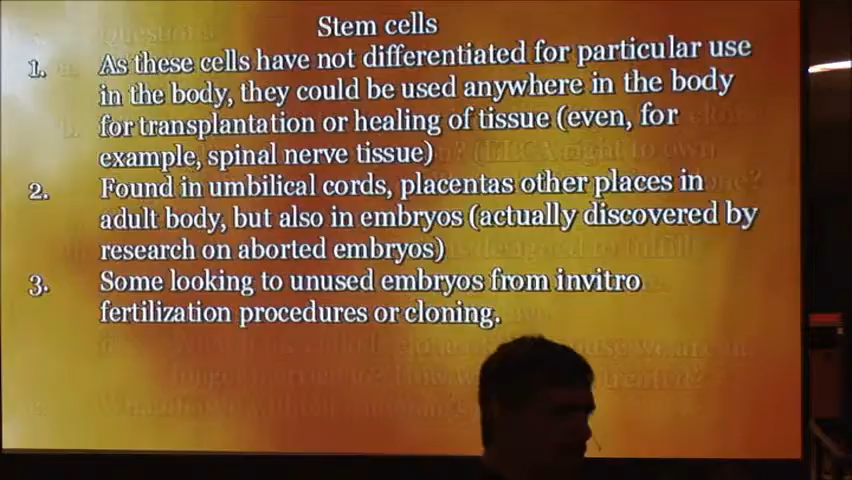 Stem cells
1. As these cells have not differentiated for particular use
in the body, they could be used anywhere in the body
for transplantation or healing of tissue (even, for
example, spinal nerve tissue)
2. Found in umbilical cords, placentas other places in
adult body, but also in embryos (actually discovered by
research on aborted embryos)
3. Some looking to unused embryos from invitro
fertilization procedures or cloning.